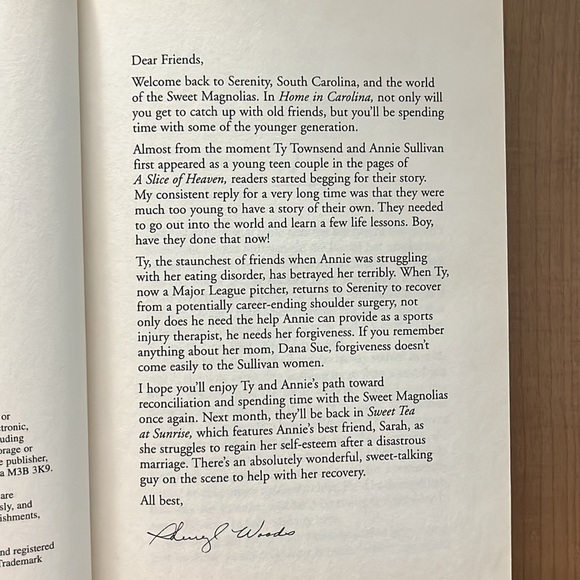 Dear Friends,
Welcome back to Serenity, South Carolina, and the world
of the Sweet Magnolias. In Home in Carolina, not only will
you get to catch up with old friends, but you'll be spending
time with some of the younger generation.
Almost from the moment Ty Townsend and Annie Sullivan
first appeared as a young teen couple in the pages of
A Slice of Heaven, readers started begging for their story.
My consistent reply for a very long time was that they were
much too young to have a story of their own. They needed
to go out into the world and learn a few life lessons. Boy,
have they done that now!
Ty, the staunchest of friends when Annie was struggling
with her eating disorder, has betrayed her terribly. When Ty,
now a Major League pitcher, returns to Serenity to recover
from a potentially career-ending shoulder surgery, not
only does he need the help Annie can provide as a sports
injury therapist, he needs her forgiveness. If you remember
anything about her mom, Dana Sue, forgiveness doesn't
come easily to the Sullivan women.
I hope you'll enjoy Ty and Annie's path toward
reconciliation and spending time with the Sweet Magnolias
once again. Next month, they'll be back in Sweet Tea
at Sunrise, which features Annie's best friend, Sarah, as
she struggles to regain her self-esteem after a disastrous
marriage. There's an absolutely wonderful, sweet-talking
guy on the scene to help with her recovery.
All best,
Sherryl Woods
or
tronic,
uding
orage or
e publisher,
a M3B 3K9.
are
sly, and
ishments,
nd registered
Trademark